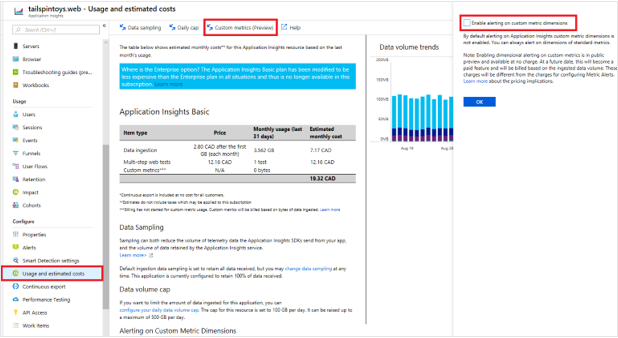 tailspintoys.web - Usage and estimated costs
Application Insights
Search (Ctrl+/)
Servers
Browser
Troubleshooting guides (pre...
Workbooks
Usage
Users
Sessions
Events
Funnels
User Flows
Retention
Impact
Cohorts
Configure
Properties
Alerts
Smart Detection settings
Usage and estimated costs
Continuous export
Performance Testing
API Access
Work Items
Data sampling
Daily cap
Custom metrics (Preview)
Help
The table below shows estimated monthly costs** for this Application Insights resource based on the last
month's usage.
Where is the Enterprise option? The Application Insights Basic plan has been modified to be
less expensive than the Enterprise plan in all situations and thus is no longer available in this
subscription. Learn more
Application Insights Basic
Item type Price Monthly usage (last 31 days) Estimated monthly cost
Data ingestion 2.80 CAD after the first GB (each month) 3.562 GB 7.17 CAD
Multi-step web tests 12.16 CAD 1 test 12.16 CAD
Custom metrics*** N/A 0 bytes
19.32 CAD
*Continuous export is included at no cost for all customers.
**Estimates do not include taxes which may be applied to this subscription
***Billing has not started for custom metric usage. Custom metrics will be billed based on bytes of data ingested. Learn more
Data Sampling
Sampling can both reduce the volume of telemetry data the Application Insights SDKs send from your app,
and the volume of data retained by the Application Insights service.
Learn more>
Default ingestion data sampling is set to retain all data received, but you may change data sampling at any
time. This application is currently configured to retain 100% of data received.
Data volume cap
If you want to limit the amount of data ingested for this application, you can
configure your daily data volume cap. The cap for this resource is set to 100 GB per day. It can be raised up to
a maximum of 500 GB per day.
Alerting on Custom Metric Dimensions
Data volume trends
200MB
150MB
100MB
50MB
0MB
Aug 19
Aug 26
Enable alerting on custom metric dimensions
By default alerting on Application Insights custom metric dimensions is
not enabled. You can always alert on dimensions of standard metrics.
Note: Enabling dimensional alerting on custom metrics is in public
preview and available at no charge. At a future date, this will become a
paid feature and will be billed based on the ingested data volume. These
charges will be different from the charges for configuring Metric Alerts.
Learn more about the pricing implications.
OK